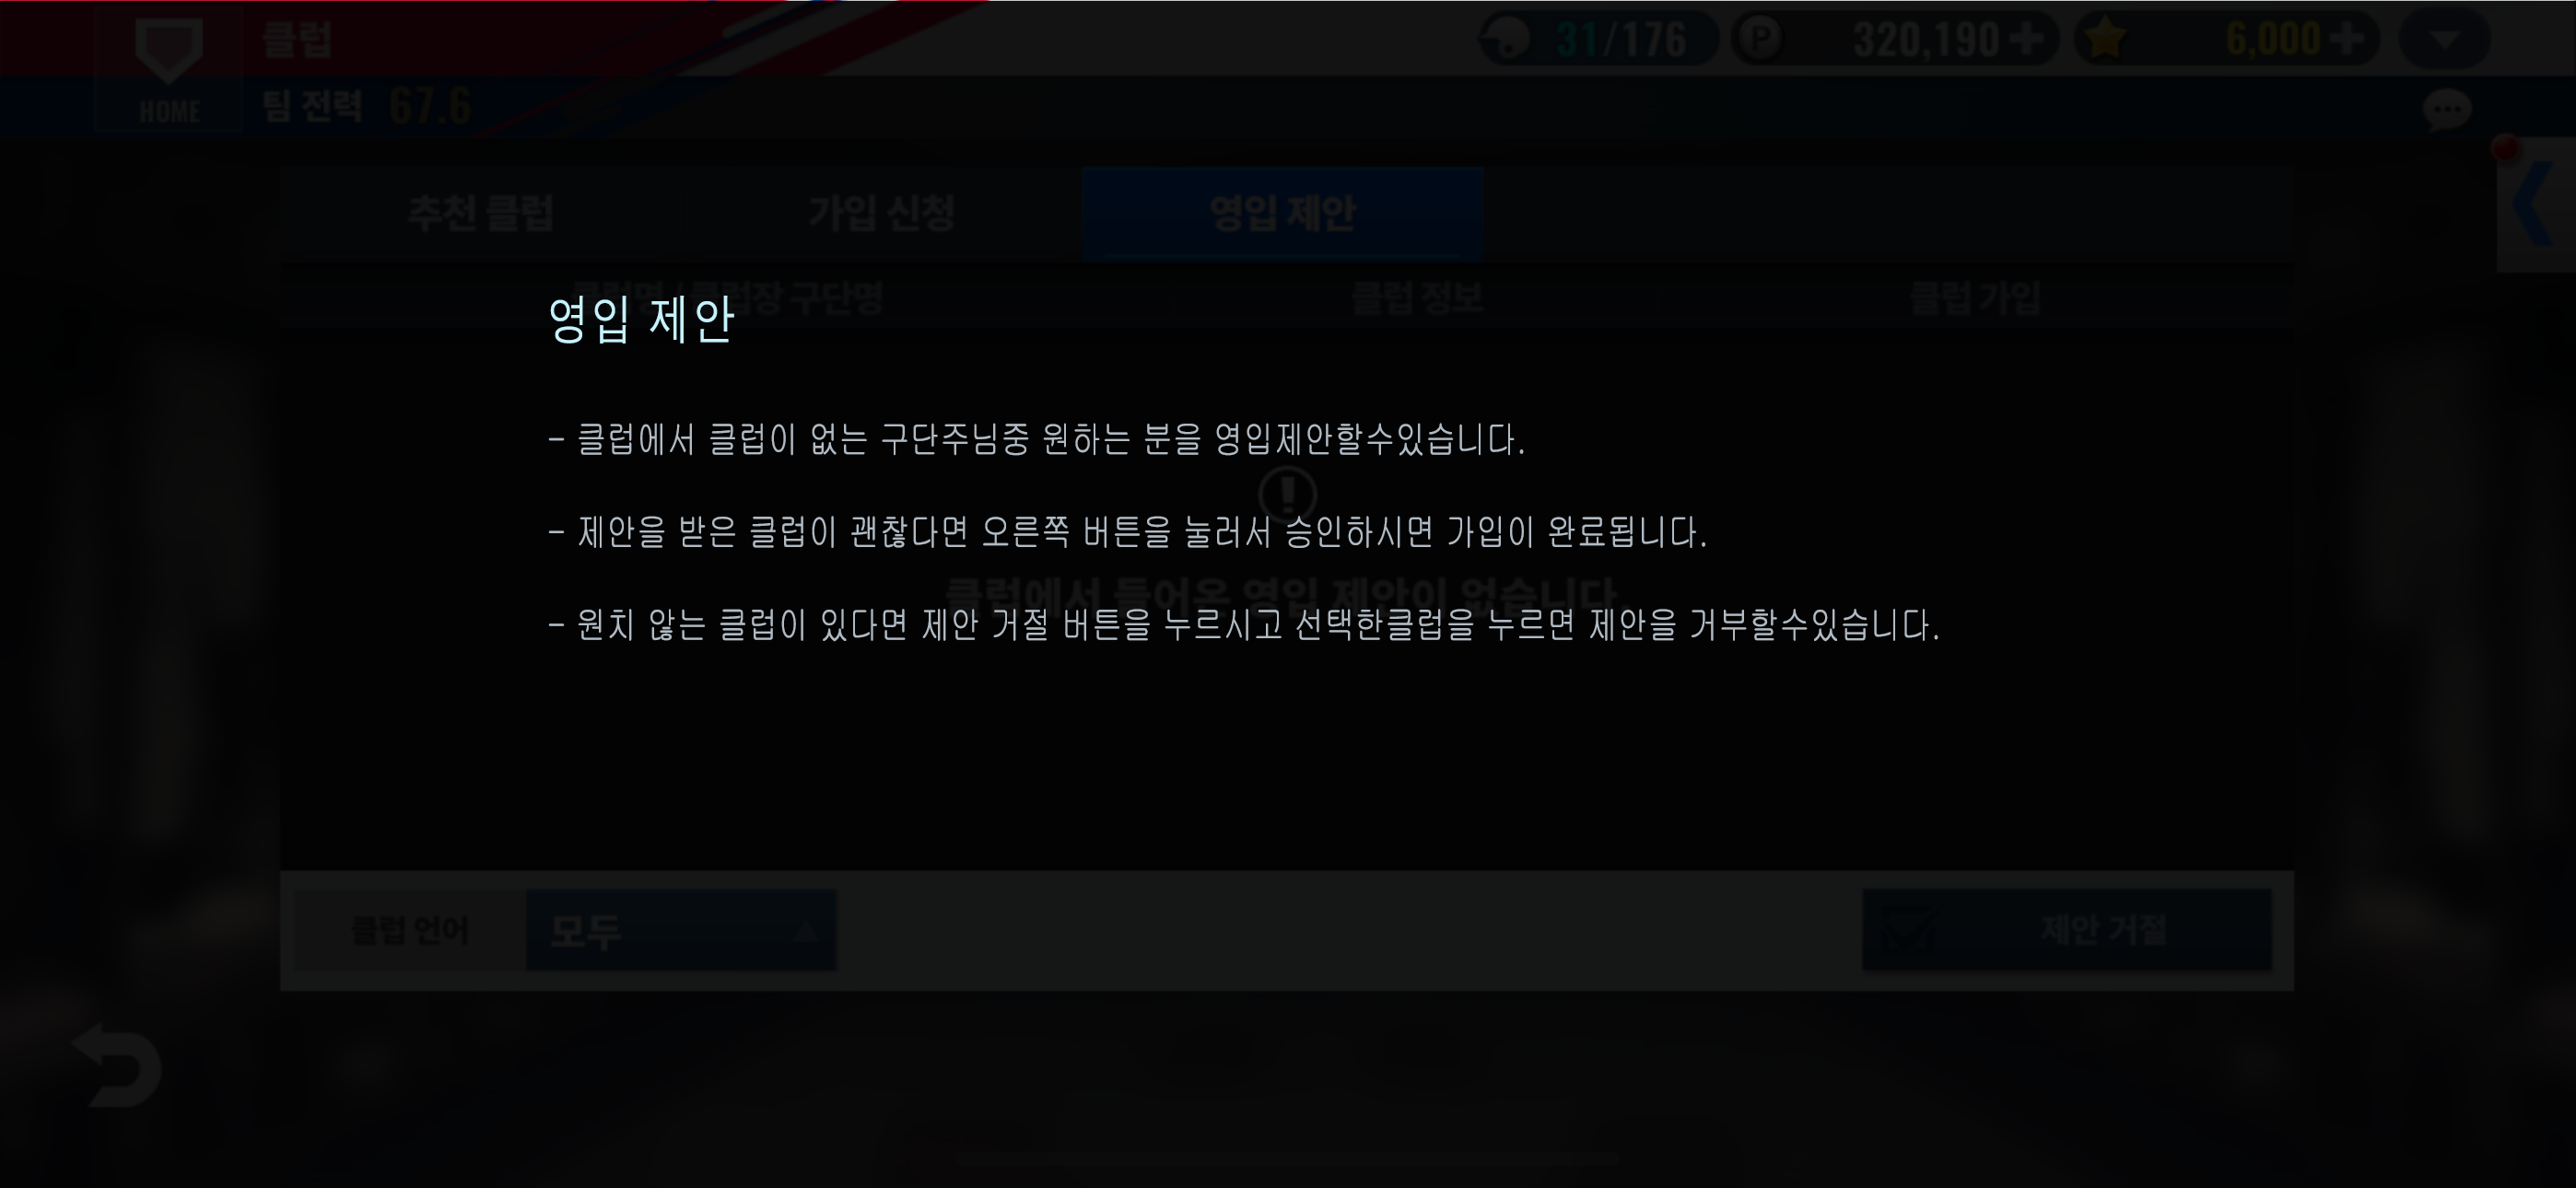 클럽
31/176
320,190
6,000
HOME
팀 전력 67.6
추천 클럽
가입 신청
영입 제안
클럽명 / 클럽장 구단명
클럽 정보
클럽 가입
영입 제안
- 클럽에서 클럽이 없는 구단주님중 원하는 분을 영입제안할수있습니다.
- 제안을 받은 클럽이 괜찮다면 오른쪽 버튼을 눌러서 승인하시면 가입이 완료됩니다.
클럽에서 들어온 영입 제안이 없습니다.
- 원치 않는 클럽이 있다면 제안 거절 버튼을 누르시고 선택한클럽을 누르면 제안을 거부할수있습니다.
클럽 언어
모두
제안 거절